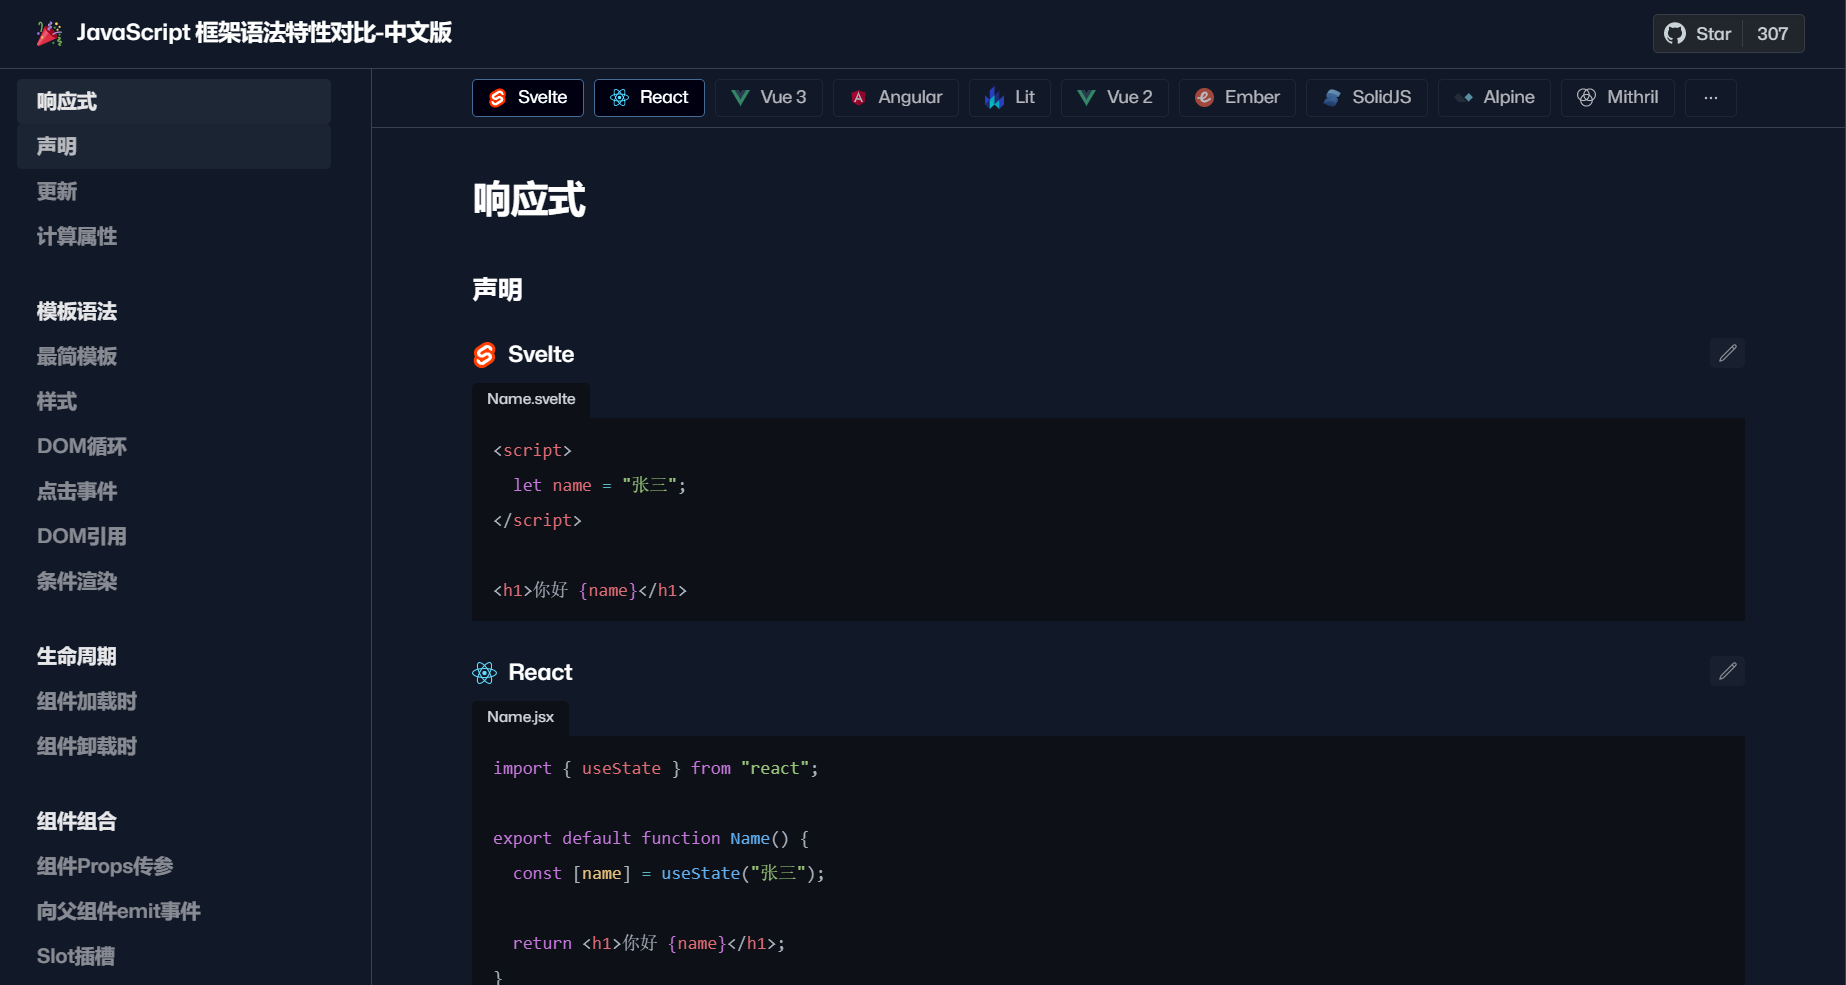 JavaScript 框架语法特性对比-中文版
Star 307
响应式
声明
更新
计算属性
模板语法
最简模板
样式
DOM循环
点击事件
DOM引用
条件渲染
生命周期
组件加载时
组件卸载时
组件组合
组件Props传参
向父组件emit事件
Slot插槽
Svelte React Vue 3 Angular Lit Vue 2 Ember SolidJS Alpine Mithril ...
响应式
声明
Svelte
Name.svelte
<script>
  let name = "张三";
</script>
<h1>你好 {name}</h1>
React
Name.jsx
import { useState } from "react";
export default function Name() {
  const [name] = useState("张三");
  return <h1>你好 {name}</h1>;
}